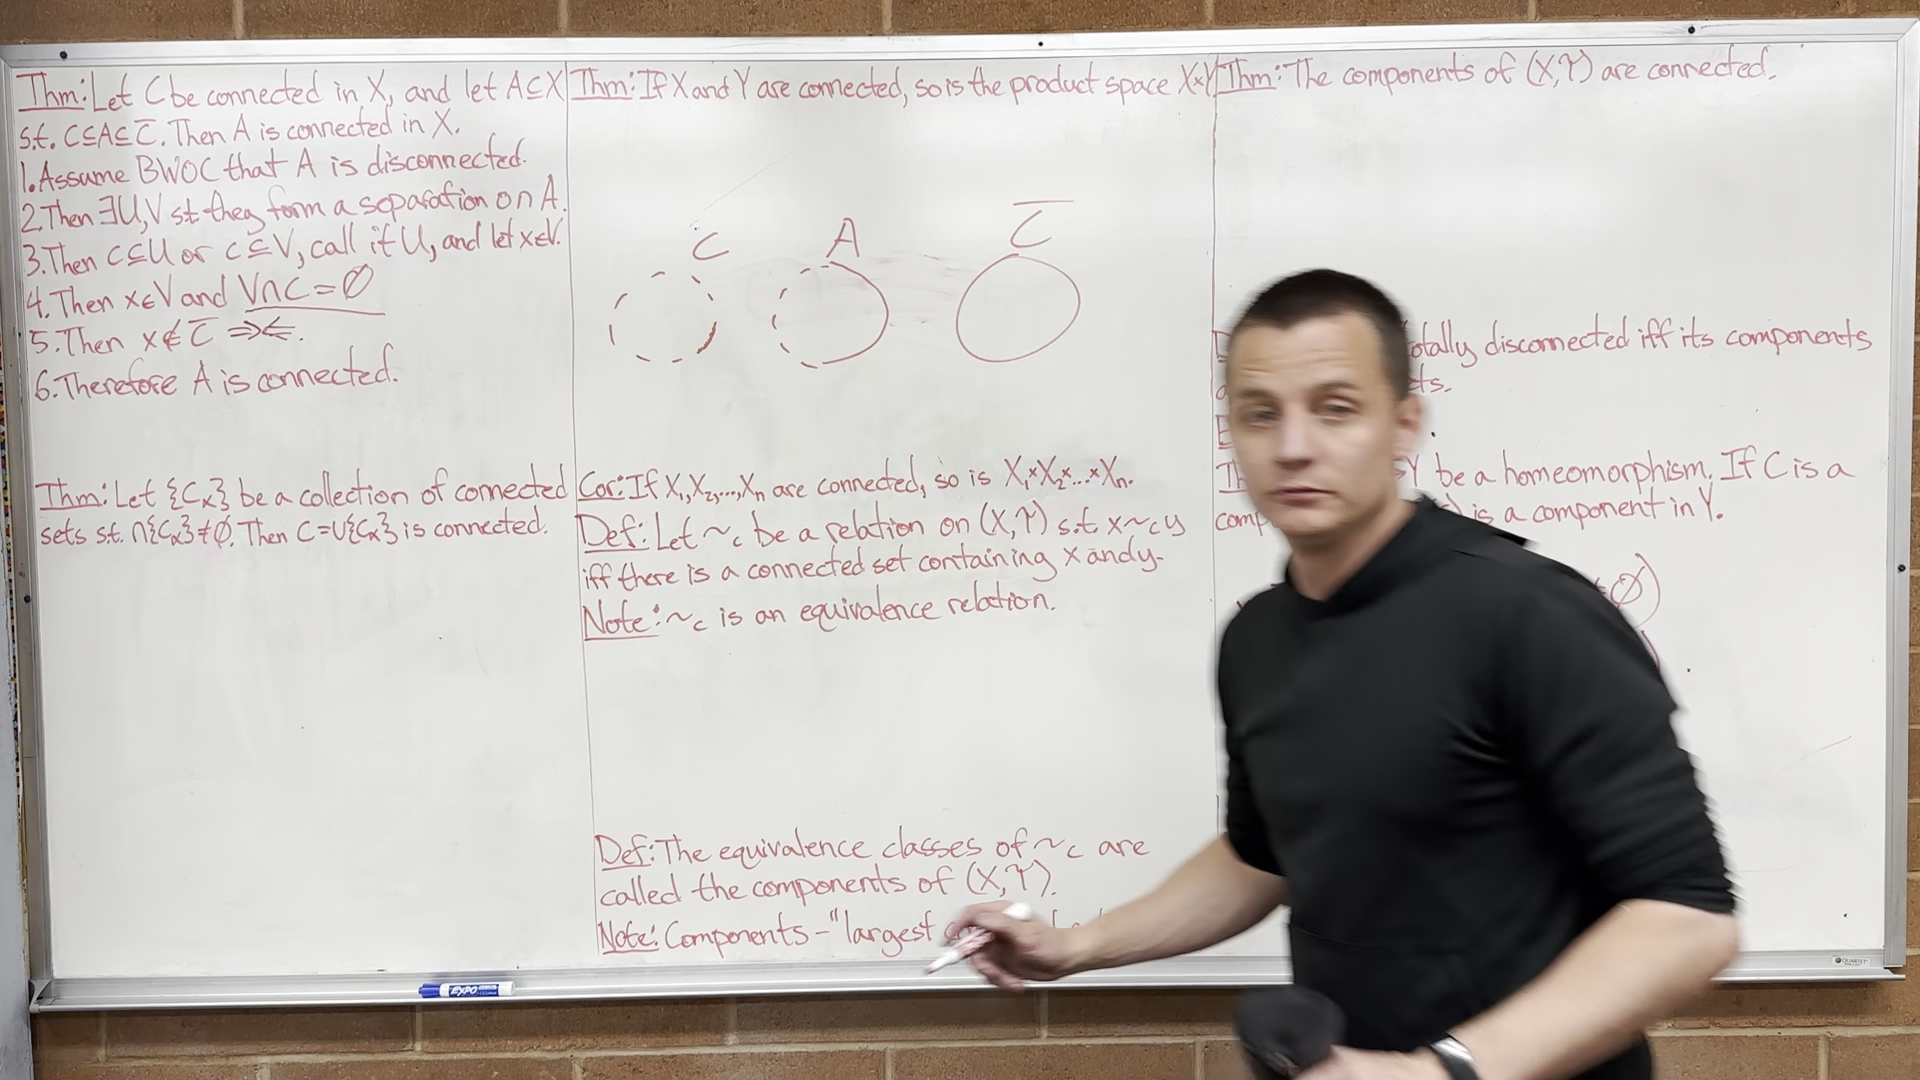 Thm: Let C be connected in X, and let A⊆X
s.t. C⊆A⊆C̅. Then A is connected in X.
1. Assume BWOC that A is disconnected.
2. Then ∃U,V st they form a separation on A.
3. Then C⊆U or C⊆V, call it U, and let x∈V.
4. Then x∈V and V∩C=∅
5. Then x∉C̅ ⇒⇐.
6. Therefore A is connected.
Thm: Let {Cα} be a collection of connected
sets s.t. ∩{Cα}≠∅. Then C=∪{Cα} is connected.
Thm: If X and Y are connected, so is the product space X×Y
C A C̅
Cor: If X₁,X₂,...,Xn are connected, so is X₁×X₂×...×Xn.
Def: Let ~c be a relation on (X,T) s.t x~c y
iff there is a connected set containing x and y.
Note: ~c is an equivalence relation.
Def: The equivalence classes of ~c are
called the components of (X,T).
Note: Components - "largest
Thm: The components of (X,T) are connected.
totally disconnected iff its components
Y be a homeomorphism. If C is a
comp is a component in Y.
∅)
EXPO
QUARTET